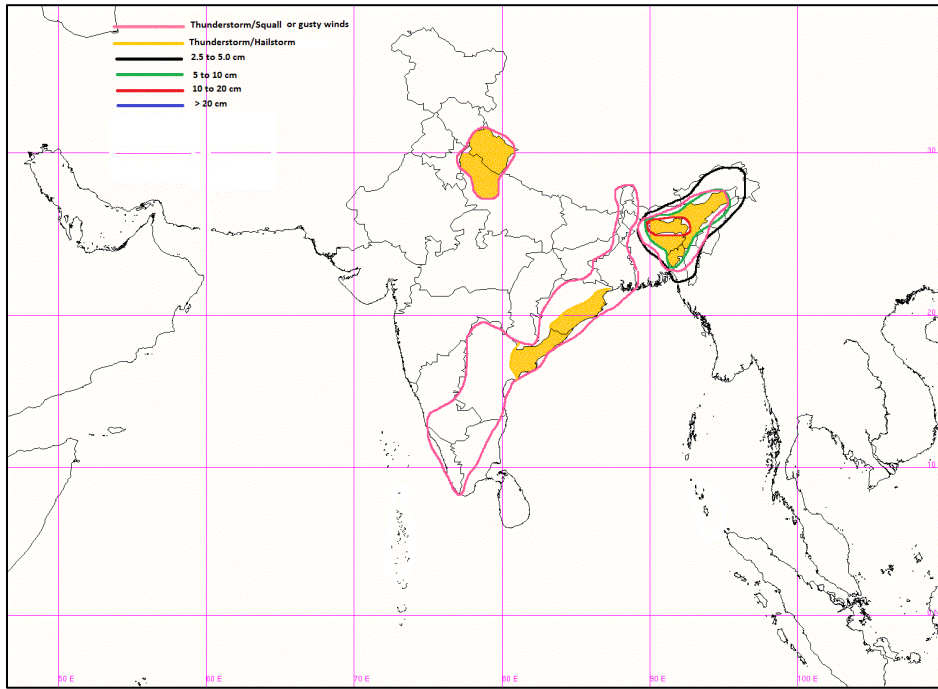 Thunderstorm/Squall or gusty winds
Thunderstorm/Hailstorm
2.5 to 5.0 cm
5 to 10 cm
10 to 20 cm
> 20 cm
30
20
10
50 E
60 E
70 E
80 E
90 E
100 E